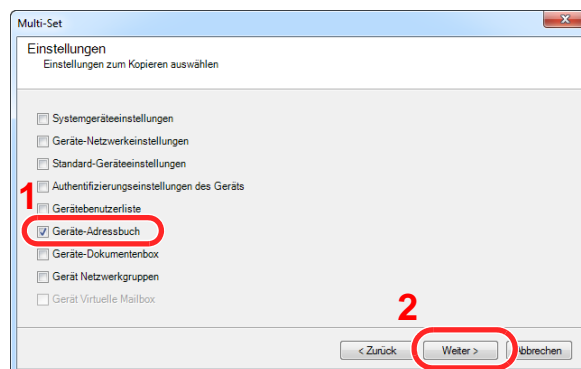 Multi-Set
Einstellungen
Einstellungen zum Kopieren auswählen
Systemgeräteeinstellungen
Geräte-Netzwerkeinstellungen
Standard-Geräteeinstellungen
Authentifizierungseinstellungen des Geräts
1
Gerätebenutzerliste
Geräte-Adressbuch
Geräte-Dokumentenbox
Gerät Netzwerkgruppen
Gerät Virtuelle Mailbox
2
< Zurück Weiter > Abbrechen